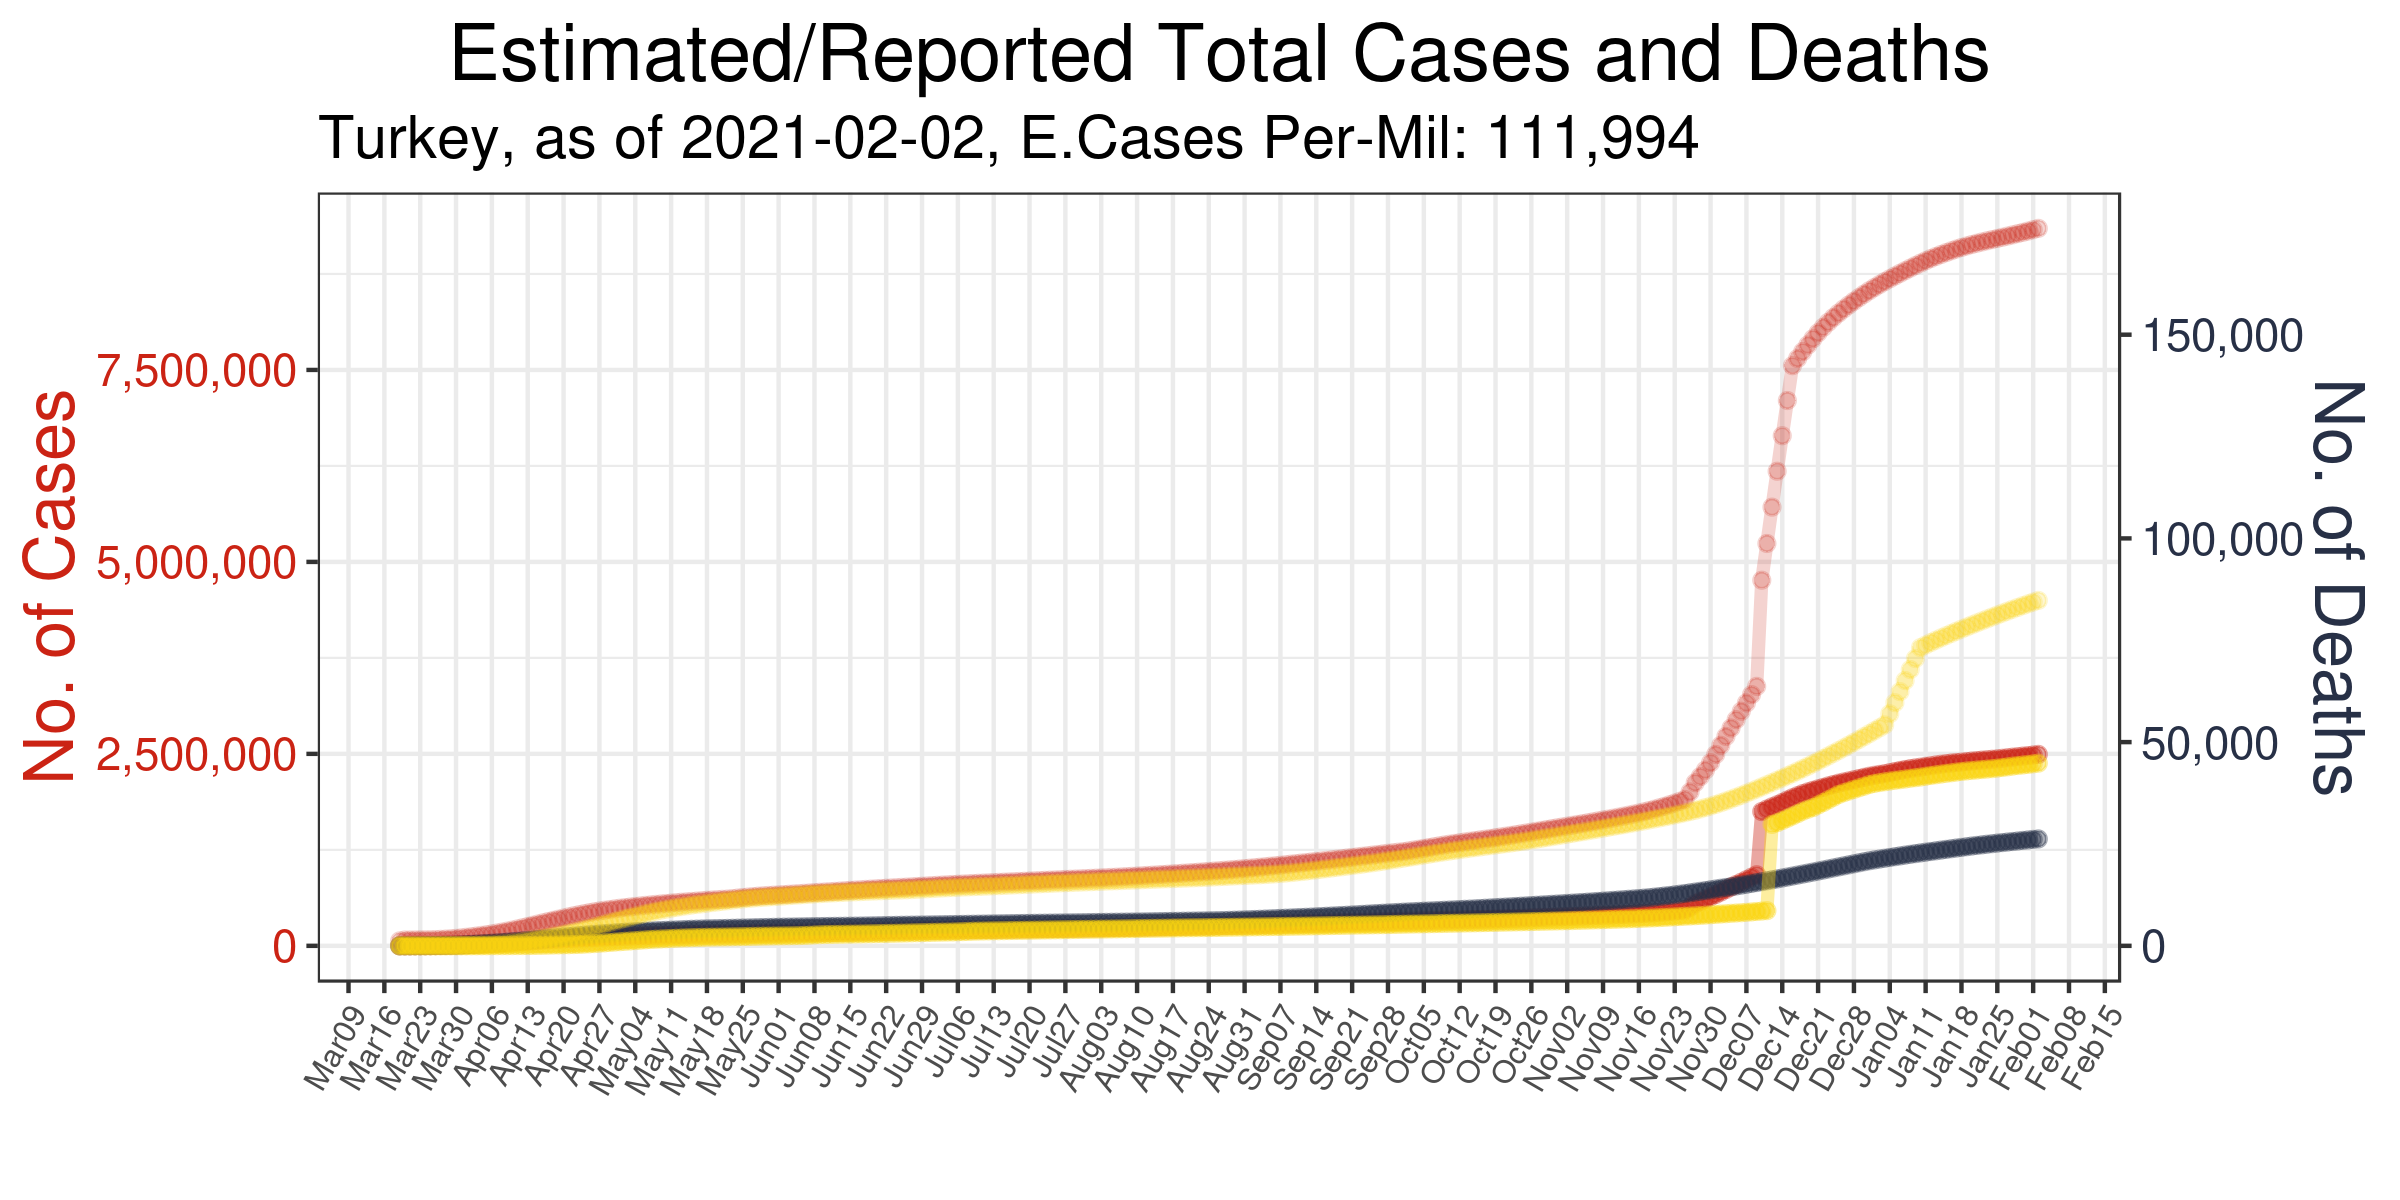 Estimated/Reported Total Cases and Deaths
Turkey, as of 2021-02-02, E.Cases Per-Mil: 111,994
No. of Cases
7,500,000
5,000,000
2,500,000
0
150,000
100,000
50,000
0
No. of Deaths
Mar09
Mar16
Mar23
Mar30
Apr06
Apr13
Apr20
Apr27
May04
May11
May18
May25
Jun01
Jun08
Jun15
Jun22
Jun29
Jul06
Jul13
Jul20
Jul27
Aug03
Aug10
Aug17
Aug24
Aug31
Sep07
Sep14
Sep21
Sep28
Oct05
Oct12
Oct19
Oct26
Nov02
Nov09
Nov16
Nov23
Nov30
Dec07
Dec14
Dec21
Dec28
Jan04
Jan11
Jan18
Jan25
Feb01
Feb08
Feb15